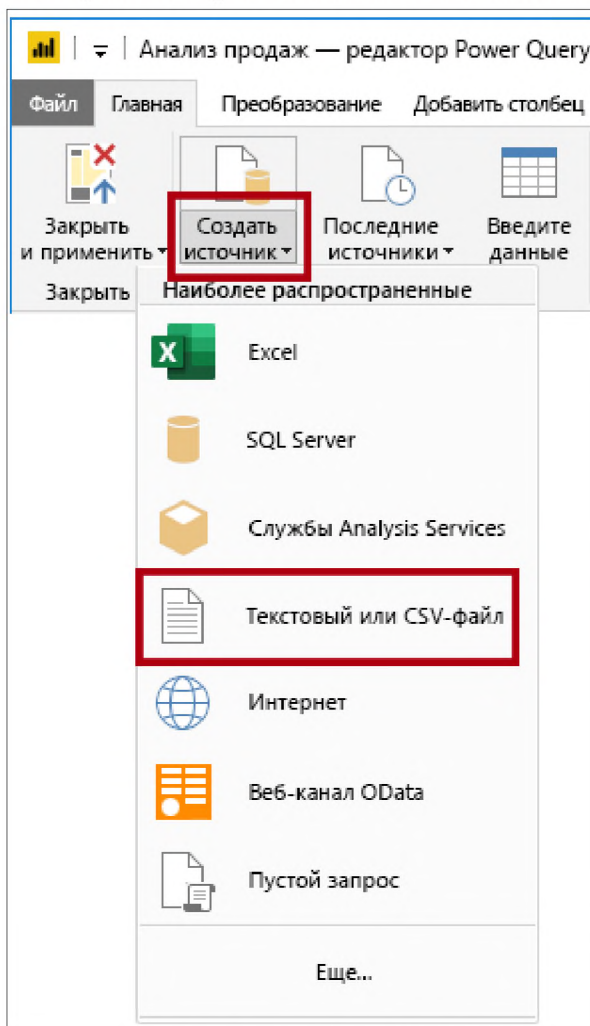 Анализ продаж — редактор Power Query
Файл Главная Преобразование Добавить столбец
Закрыть и применить
Создать источник
Последние источники
Введите данные
Закрыть
Наиболее распространенные
Excel
SQL Server
Службы Analysis Services
Текстовый или CSV-файл
Интернет
Веб-канал OData
Пустой запрос
Еще...